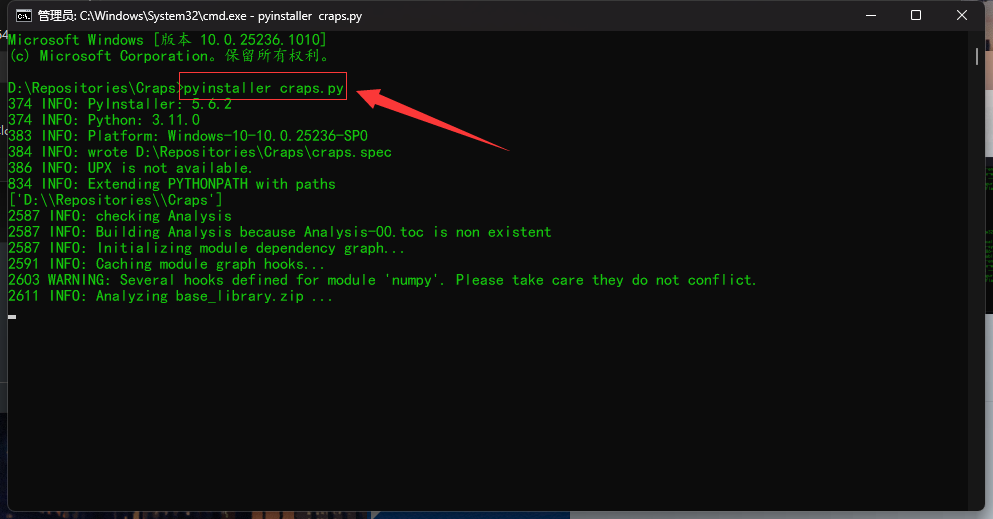 管理员: C:\Windows\System32\cmd.exe - pyinstaller  craps.py
Microsoft Windows [版本 10.0.25236.1010]
(c) Microsoft Corporation。保留所有权利。
D:\Repositories\Craps>pyinstaller craps.py
374 INFO: PyInstaller: 5.6.2
374 INFO: Python: 3.11.0
383 INFO: Platform: Windows-10-10.0.25236-SP0
384 INFO: wrote D:\Repositories\Craps\craps.spec
386 INFO: UPX is not available.
834 INFO: Extending PYTHONPATH with paths
['D:\\Repositories\\Craps']
2587 INFO: checking Analysis
2587 INFO: Building Analysis because Analysis-00.toc is non existent
2587 INFO: Initializing module dependency graph...
2591 INFO: Caching module graph hooks...
2603 WARNING: Several hooks defined for module 'numpy'. Please take care they do not conflict.
2611 INFO: Analyzing base_library.zip ...